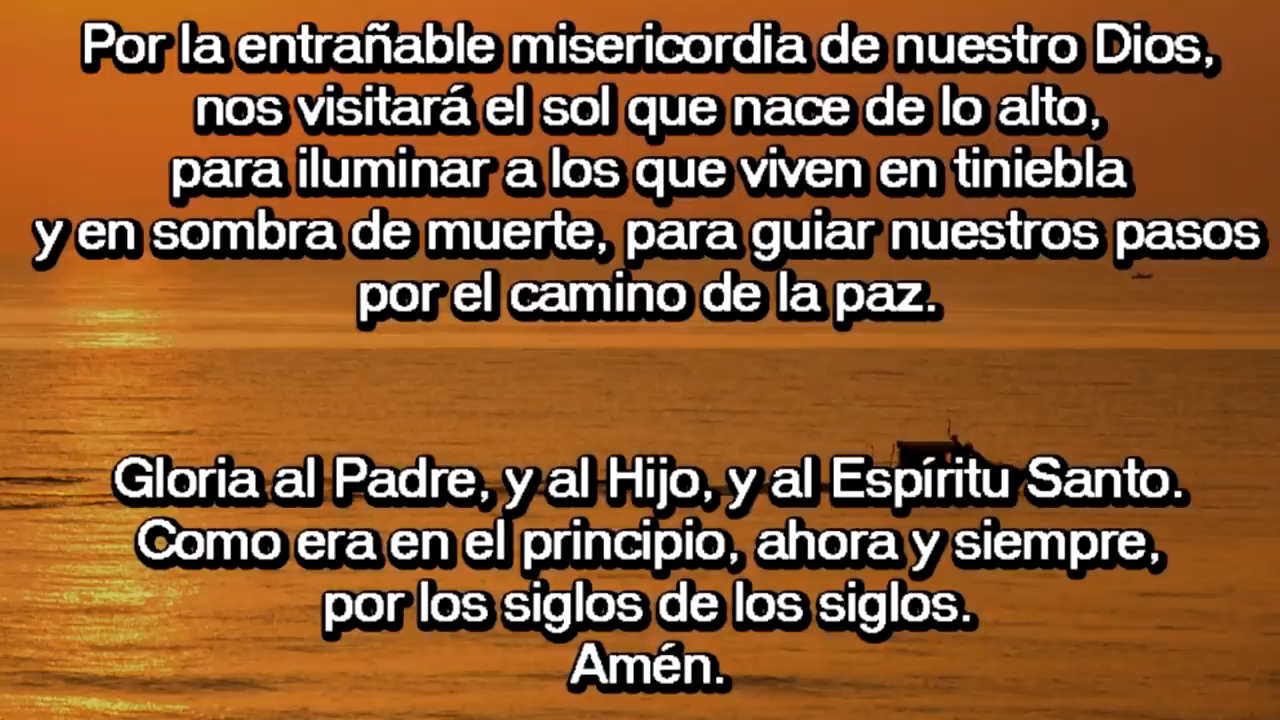 Por la entrañable misericordia de nuestro Dios,
nos visitará el sol que nace de lo alto,
para iluminar a los que viven en tiniebla
y en sombra de muerte, para guiar nuestros pasos
por el camino de la paz.
Gloria al Padre, y al Hijo, y al Espíritu Santo.
Como era en el principio, ahora y siempre,
por los siglos de los siglos.
Amén.